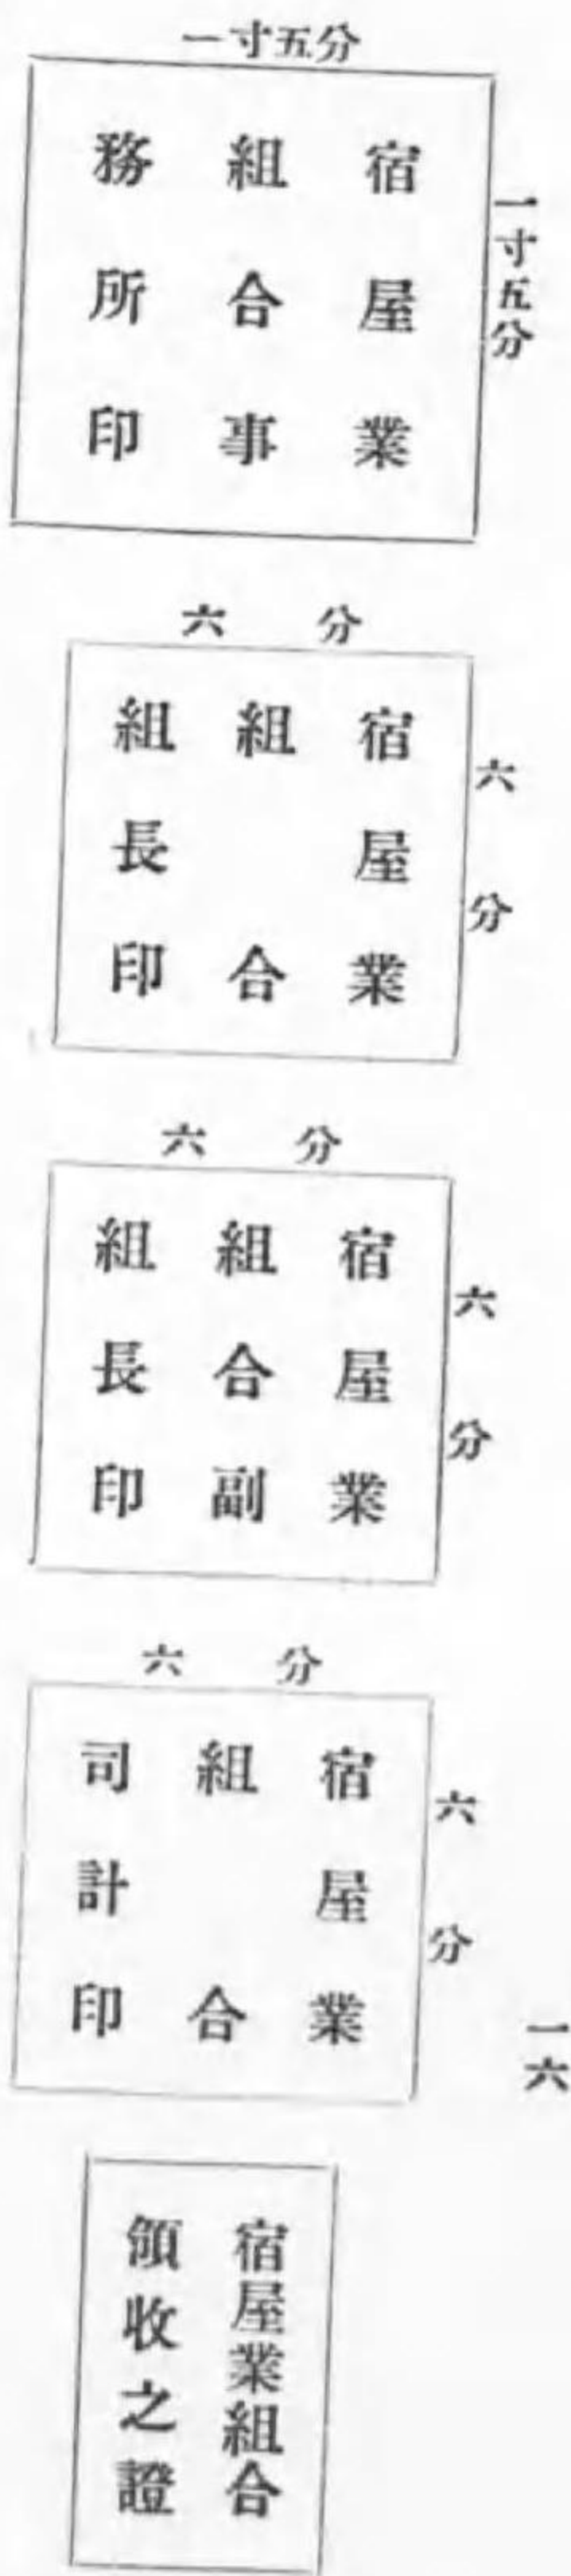 一寸五分
一寸五分
宿屋業
組合事
務所印
六分
六分
宿屋業
組合
組長印
六分
六分
宿屋業
組合副
組長印
六分
六分
宿屋業
組合
司計印
一六
宿屋業組合
領收之證